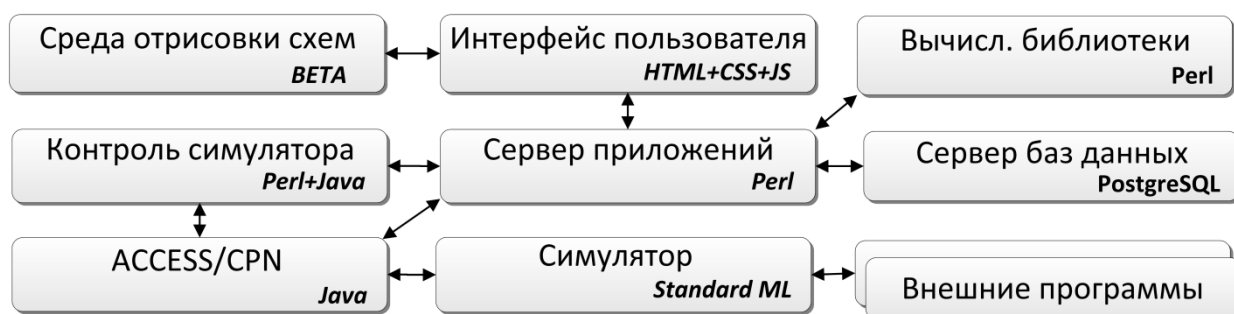 Среда отрисовки схем
BETA
Интерфейс пользователя
HTML+CSS+JS
Вычисл. библиотеки
Perl
Контроль симулятора
Perl+Java
Сервер приложений
Perl
Сервер баз данных
PostgreSQL
ACCESS/CPN
Java
Симулятор
Standard ML
Внешние программы